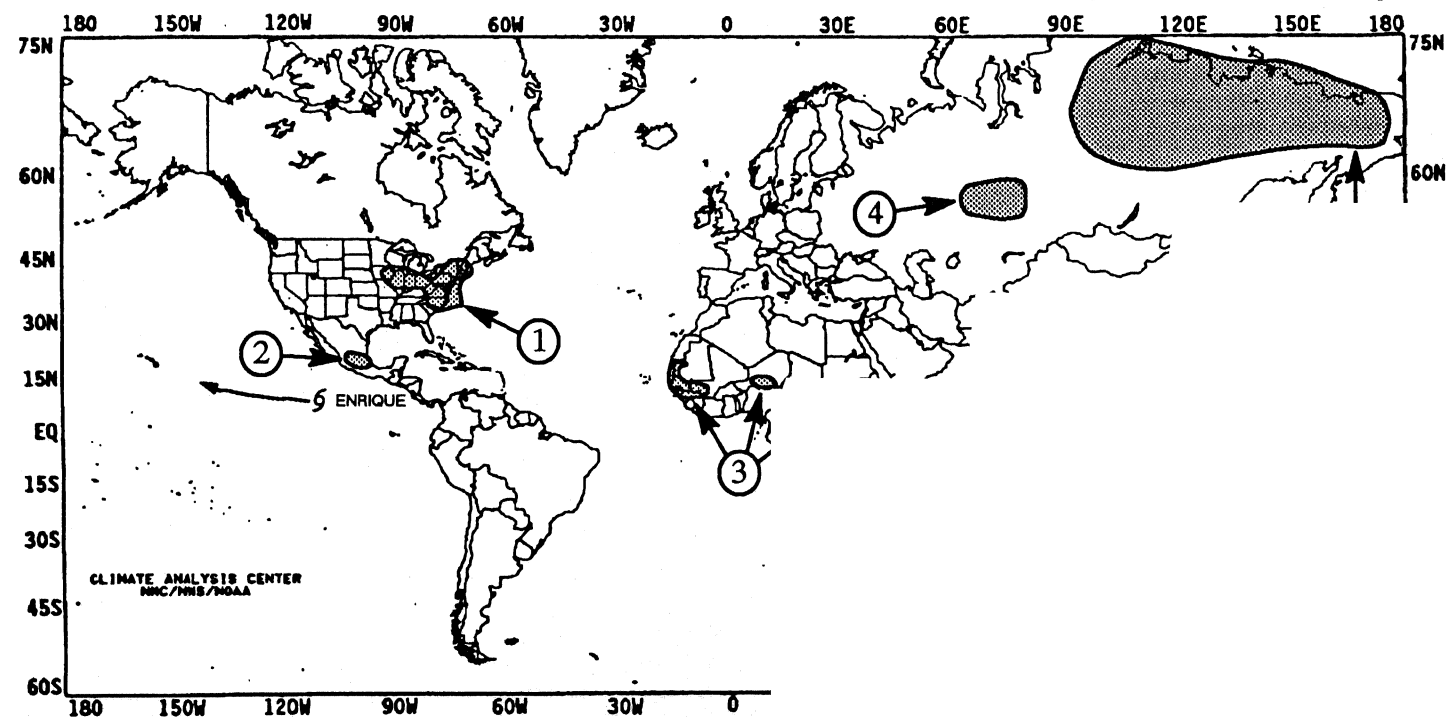 180 150W 120W 90W 60W 30W 0 30E 60E 90E 120E 150E 180
75N 75N
60N 60N
4
45N
30N
1
2
15N
ENRIQUE
EQ
3
15S
30S
CLIMATE ANALYSIS CENTER
NMC/NWS/NOAA
45S
60S
180 150W 120W 90W 60W 30W 0